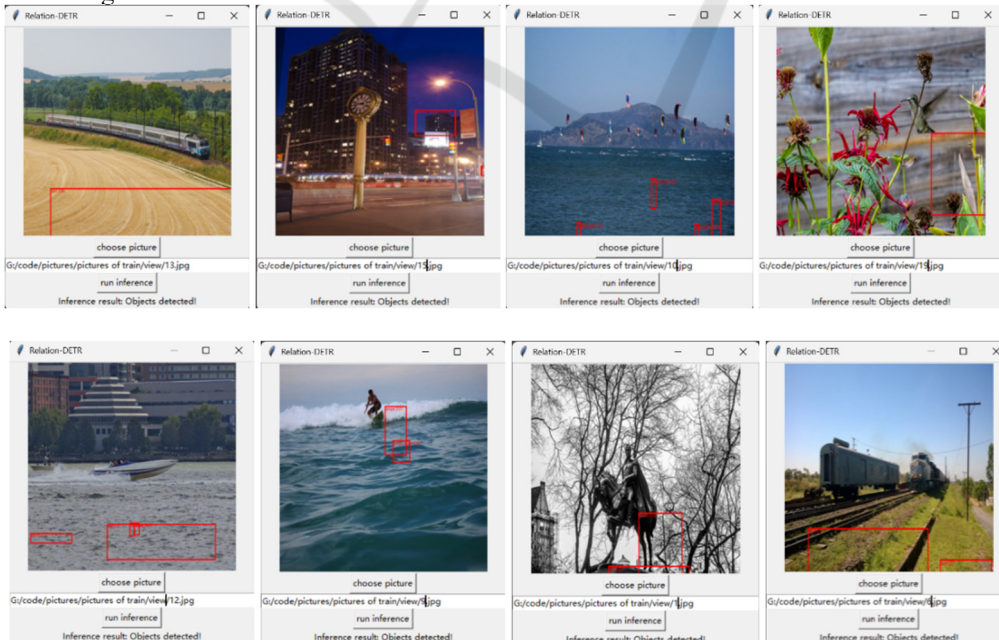 Relation-DETR
Relation-DETR
Relation-DETR
Relation-DETR
choose picture
choose picture
choose picture
choose picture
G:/code/pictures/pictures of train/view/13.jpg
G:/code/pictures/pictures of train/view/15.jpg
G:/code/pictures/pictures of train/view/10.jpg
G:/code/pictures/pictures of train/view/19.jpg
run inference
run inference
run inference
run inference
Inference result: Objects detected!
Inference result: Objects detected!
Inference result: Objects detected!
Inference result: Objects detected!
Relation-DETR
Relation-DETR
Relation-DETR
Relation-DETR
choose picture
choose picture
choose picture
choose picture
G:/code/pictures/pictures of train/view/12.jpg
G:/code/pictures/pictures of train/view/9.jpg
G:/code/pictures/pictures of train/view/1.jpg
G:/code/pictures/pictures of train/view/6.jpg
run inference
run inference
run inference
run inference
Inference result: Objects detected!
Inference result: Objects detected!
Inference result: Objects detected!
Inference result: Objects detected!